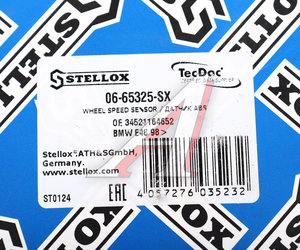 STELLOX
TecDoc
06-65325-SX
WHEEL SPEED SENSOR / ДАТЧИК АБS
OE 34521164652
BMW E46 98>
Stellox ATH&SGmbH,
Germany.
www.stellox.com
ST0124
EAC
4 057276 035232